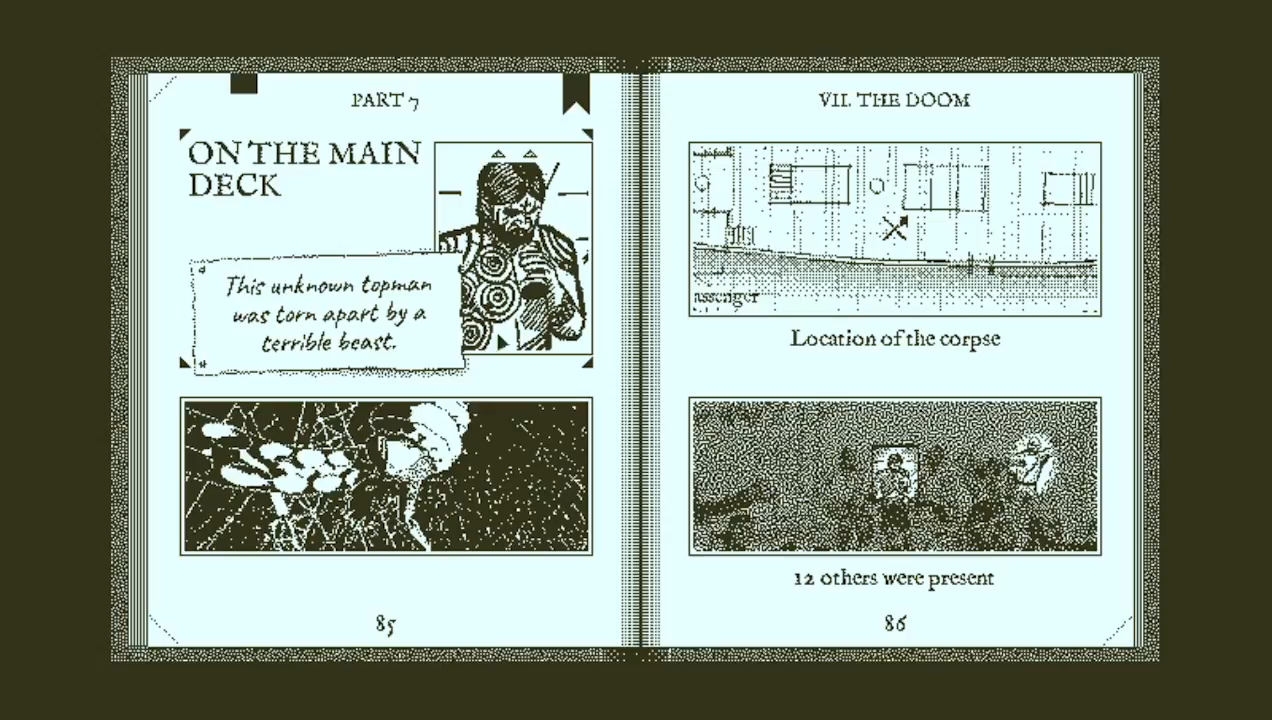 PART 7
ON THE MAIN
DECK
This unknown topman
was torn apart by a
terrible beast.
85
VII. THE DOOM
assenger
Location of the corpse
12 others were present
86